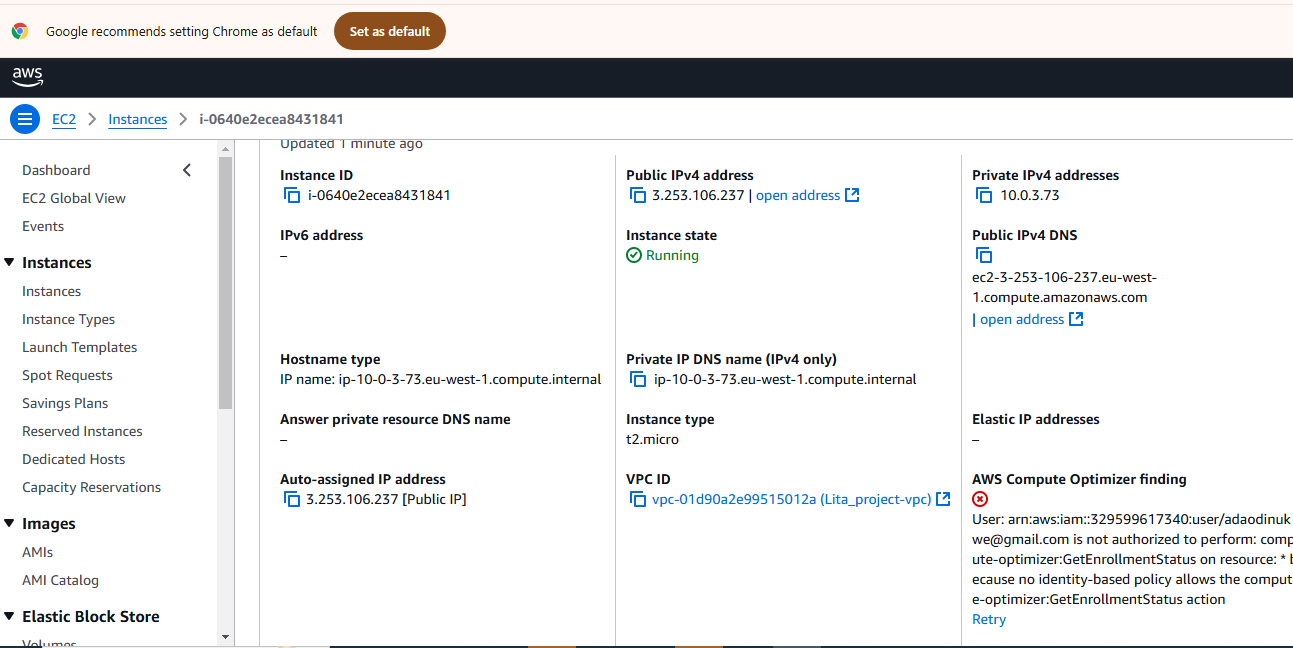 Google recommends setting Chrome as default
Set as default
aws
EC2 > Instances > i-0640e2ecea8431841
Dashboard
EC2 Global View
Events
Instances
Instances
Instance Types
Launch Templates
Spot Requests
Savings Plans
Reserved Instances
Dedicated Hosts
Capacity Reservations
Images
AMIs
AMI Catalog
Elastic Block Store
Volumes
Updated 1 minute ago
Instance ID
i-0640e2ecea8431841
IPv6 address
–
Hostname type
IP name: ip-10-0-3-73.eu-west-1.compute.internal
Answer private resource DNS name
–
Auto-assigned IP address
3.253.106.237 [Public IP]
Public IPv4 address
3.253.106.237 | open address
Instance state
Running
Private IP DNS name (IPv4 only)
ip-10-0-3-73.eu-west-1.compute.internal
Instance type
t2.micro
VPC ID
vpc-01d90a2e99515012a (Lita_project-vpc)
Private IPv4 addresses
10.0.3.73
Public IPv4 DNS
ec2-3-253-106-237.eu-west-
1.compute.amazonaws.com
| open address
Elastic IP addresses
–
AWS Compute Optimizer finding
User: arn:aws:iam::329599617340:user/adaodinuk
we@gmail.com is not authorized to perform: comp
ute-optimizer:GetEnrollmentStatus on resource: * b
ecause no identity-based policy allows the comput
e-optimizer:GetEnrollmentStatus action
Retry